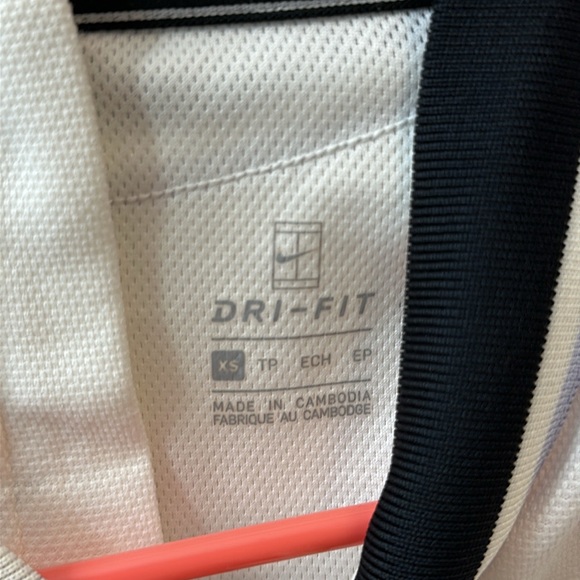 DRI-FIT
XS TP ECH EP
MADE IN CAMBODIA
FABRIQUE AU CAMBODGE